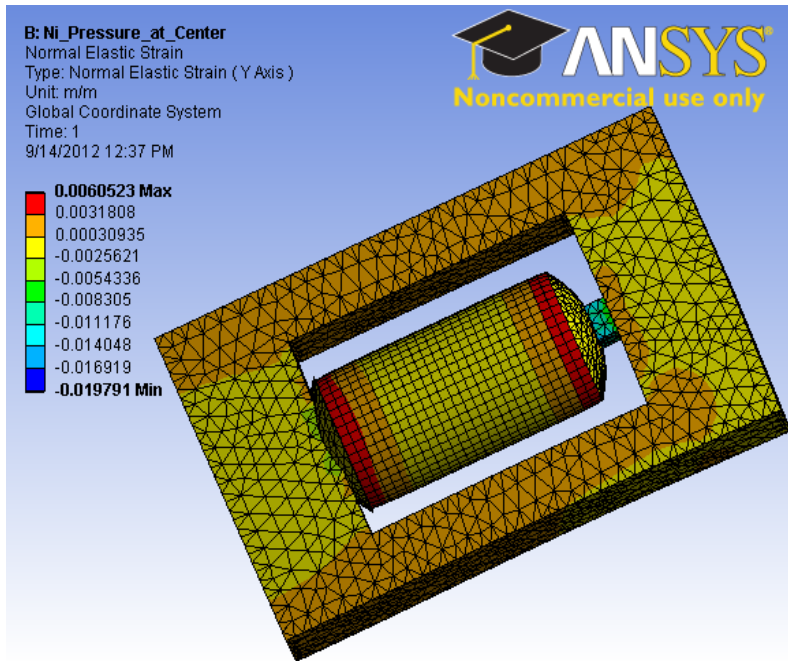 B: Ni_Pressure_at_Center
Normal Elastic Strain
Type: Normal Elastic Strain ( Y Axis )
Unit: m/m
Global Coordinate System
Time: 1
9/14/2012 12:37 PM
ANSYS®
Noncommercial use only
0.0060523 Max
0.0031808
0.00030935
-0.0025621
-0.0054336
-0.008305
-0.011176
-0.014048
-0.016919
-0.019791 Min